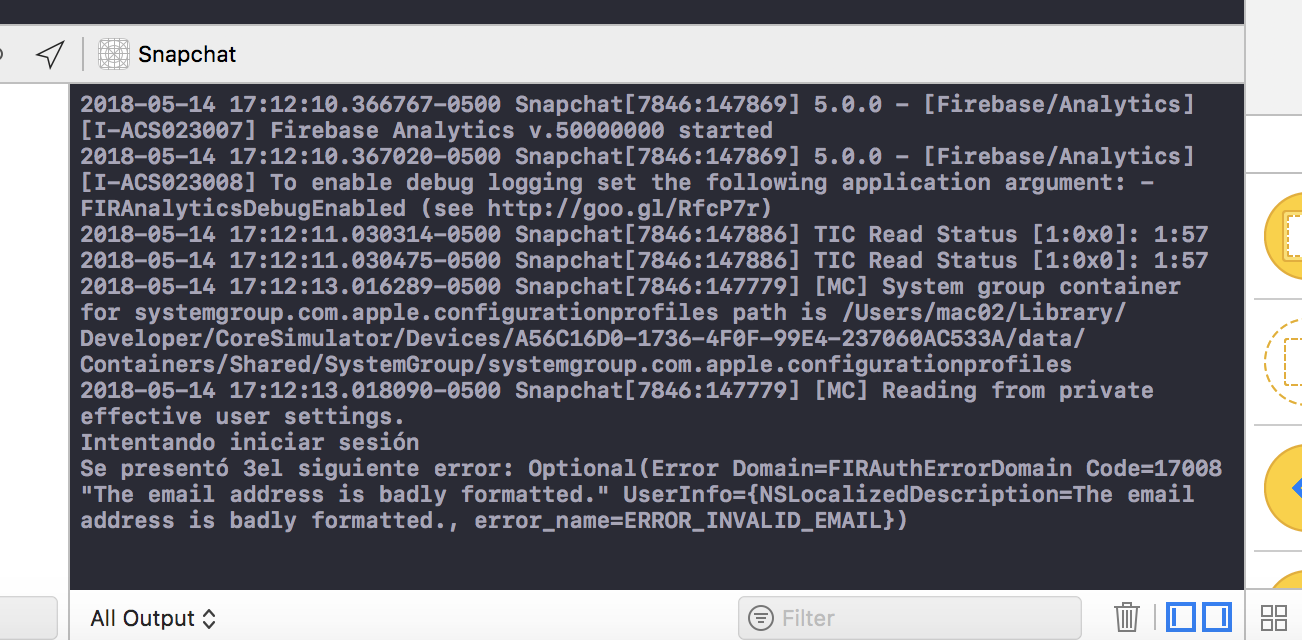 Snapchat
2018-05-14 17:12:10.366767-0500 Snapchat[7846:147869] 5.0.0 - [Firebase/Analytics]
[I-ACS023007] Firebase Analytics v.50000000 started
2018-05-14 17:12:10.367020-0500 Snapchat[7846:147869] 5.0.0 - [Firebase/Analytics]
[I-ACS023008] To enable debug logging set the following application argument: -
FIRAnalyticsDebugEnabled (see http://goo.gl/RfcP7r)
2018-05-14 17:12:11.030314-0500 Snapchat[7846:147886] TIC Read Status [1:0x0]: 1:57
2018-05-14 17:12:11.030475-0500 Snapchat[7846:147886] TIC Read Status [1:0x0]: 1:57
2018-05-14 17:12:13.016289-0500 Snapchat[7846:147779] [MC] System group container
for systemgroup.com.apple.configurationprofiles path is /Users/mac02/Library/
Developer/CoreSimulator/Devices/A56C16D0-1736-4F0F-99E4-237060AC533A/data/
Containers/Shared/SystemGroup/systemgroup.com.apple.configurationprofiles
2018-05-14 17:12:13.018090-0500 Snapchat[7846:147779] [MC] Reading from private
effective user settings.
Intentando iniciar sesión
Se presentó 3el siguiente error: Optional(Error Domain=FIRAuthErrorDomain Code=17008
"The email address is badly formatted." UserInfo={NSLocalizedDescription=The email
address is badly formatted., error_name=ERROR_INVALID_EMAIL})
All Output
Filter